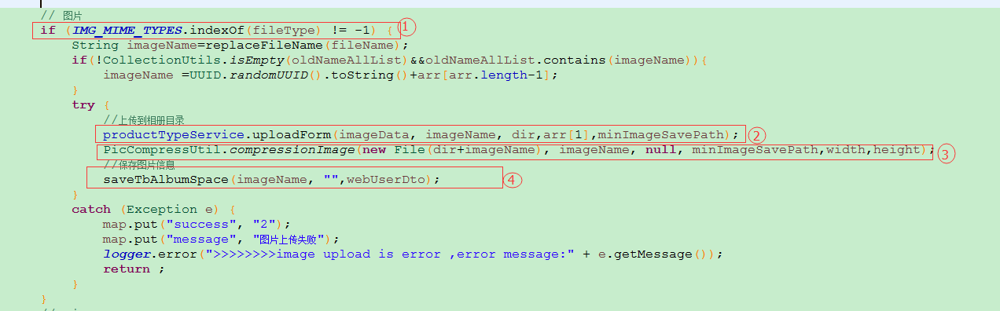 // 图片
if (IMG_MIME_TYPES.indexOf(fileType) != -1) { 1
String imageName=replaceFileName(fileName);
if(!CollectionUtils.isEmpty(oldNameAllList)&&oldNameAllList.contains(imageName)){
imageName =UUID.randomUUID().toString()+arr[arr.length-1];
}
try {
//上传到相册目录
productTypeService.uploadForm(imageData, imageName, dir,arr[1],minImageSavePath); 2
PicCompressUtil.compressionImage(new File(dir+imageName), imageName, null, minImageSavePath,width,height); 3
//保存图片信息
saveTbAlbumSpace(imageName, "",webUserDto); 4
}
catch (Exception e) {
map.put("success", "2");
map.put("message", "图片上传失败");
logger.error(">>>>>>>>image upload is error ,error message:" + e.getMessage());
return ;
}
}